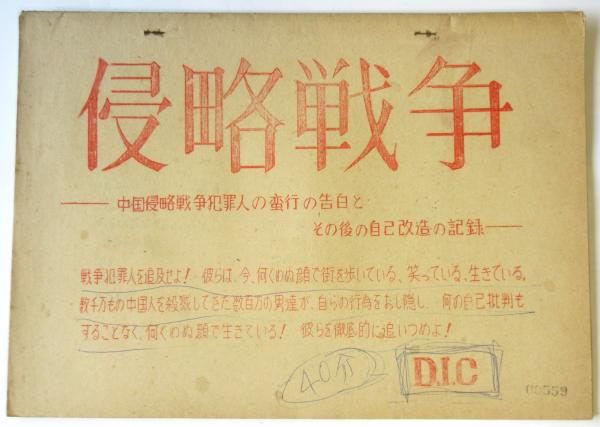 侵略戦争
――中国侵略戦争犯罪人の蛮行の告白と
その後の自己改造の記録――
戦争犯罪人を追及せよ！彼らは、今、何くわぬ顔で街を歩いている、笑っている、生きている。
数千万もの中国人を殺戮してきた数百万の男達が、自らの行為をおし隠し、何の自己批判も
することなく、何くわぬ顔で生きている！彼らを徹底的に追いつめよ！
40分
D.I.C
00559